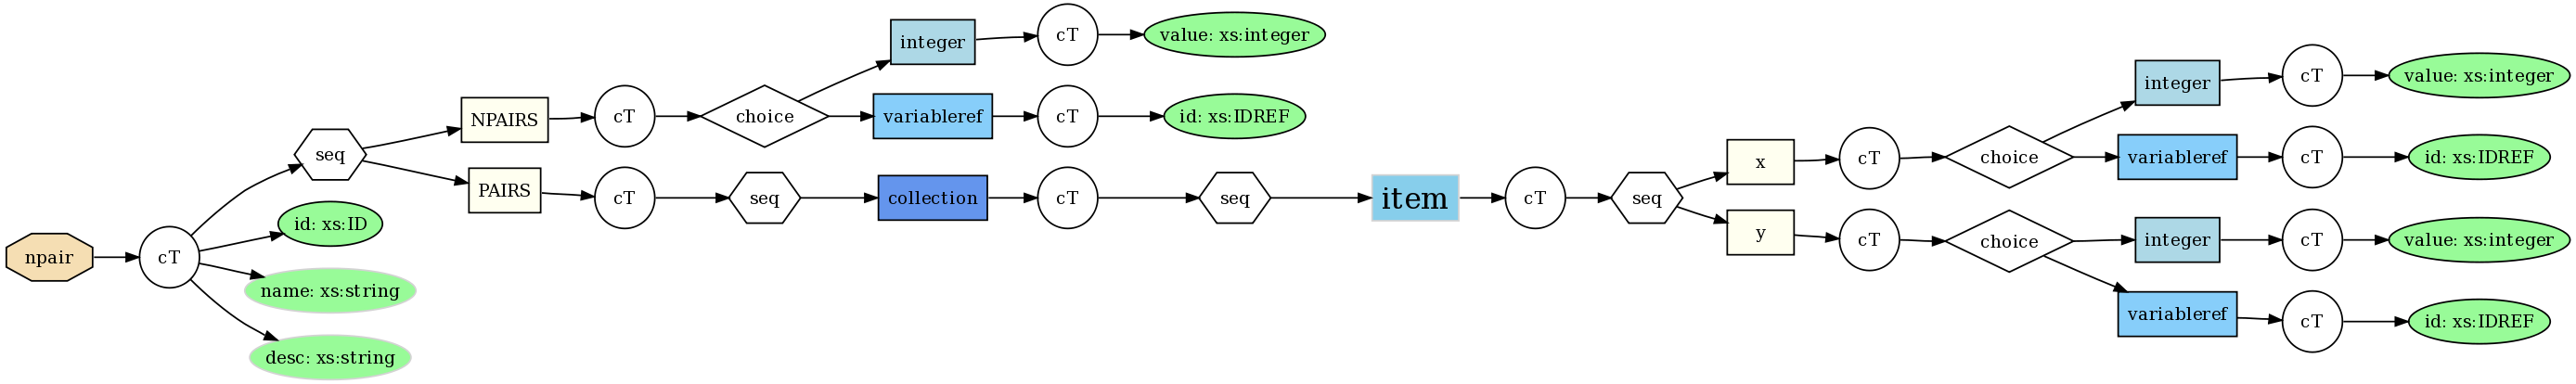 npair
cT
seq
id: xs:ID
name: xs:string
desc: xs:string
NPAIRS
cT
choice
integer
cT
value: xs:integer
variableref
cT
id: xs:IDREF
PAIRS
cT
seq
collection
cT
seq
item
cT
seq
x
cT
choice
integer
cT
value: xs:integer
variableref
cT
id: xs:IDREF
y
cT
choice
integer
cT
value: xs:integer
variableref
cT
id: xs:IDREF